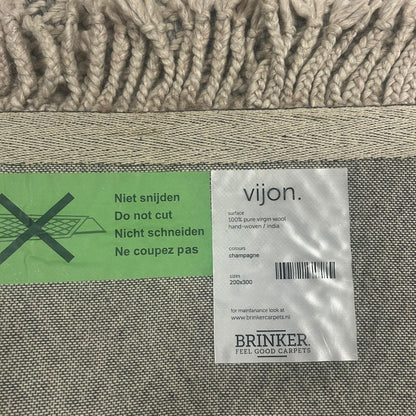 Niet snijden
Do not cut
Nicht schneiden
Ne coupez pas
vijon.
surface
100% pure virgin wool
hand-woven / india
colours
champagne
sizes
200x300
for maintanance look at
www.brinkercarpets.nl
BRINKER.
FEEL GOOD CARPETS